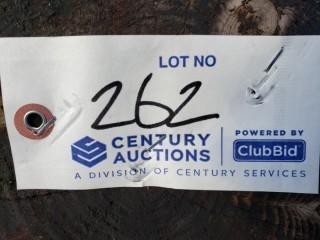 LOT NO
262
CENTURY
AUCTIONS
POWERED BY
ClubBid
A DIVISION OF CENTURY SERVICES